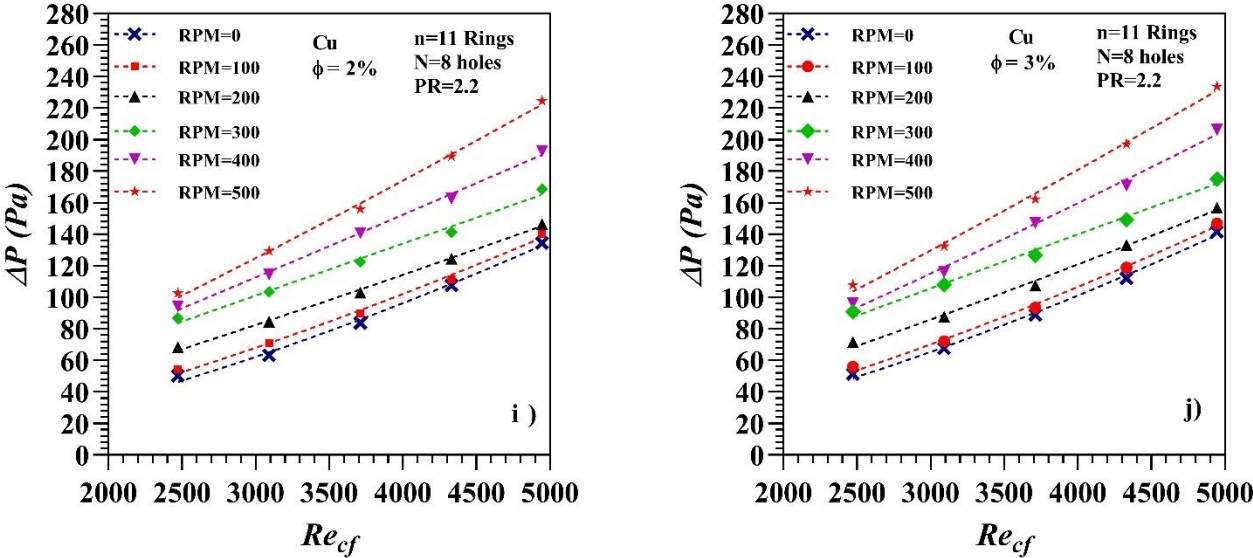 280
260
240
220
200
180
160
140
120
100
80
60
40
20
0
ΔP (Pa)
RPM=0
RPM=100
RPM=200
RPM=300
RPM=400
RPM=500
Cu
ϕ = 2%
n=11 Rings
N=8 holes
PR=2.2
i )
2000 2500 3000 3500 4000 4500 5000
Re_cf
280
260
240
220
200
180
160
140
120
100
80
60
40
20
0
ΔP (Pa)
RPM=0
RPM=100
RPM=200
RPM=300
RPM=400
RPM=500
Cu
ϕ = 3%
n=11 Rings
N=8 holes
PR=2.2
j)
2000 2500 3000 3500 4000 4500 5000
Re_cf